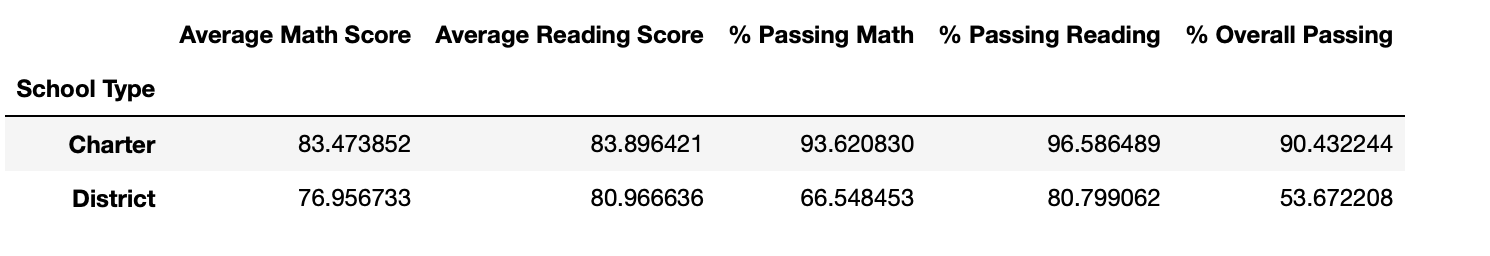 Average Math Score Average Reading Score % Passing Math % Passing Reading % Overall Passing
School Type
Charter 83.473852 83.896421 93.620830 96.586489 90.432244
District 76.956733 80.966636 66.548453 80.799062 53.672208